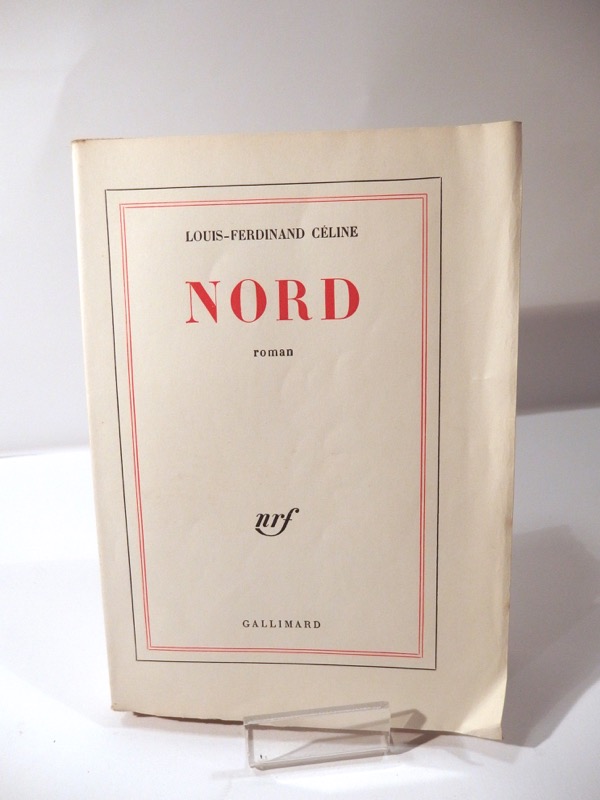 LOUIS-FERDINAND CÉLINE
NORD
roman
nrf
GALLIMARD